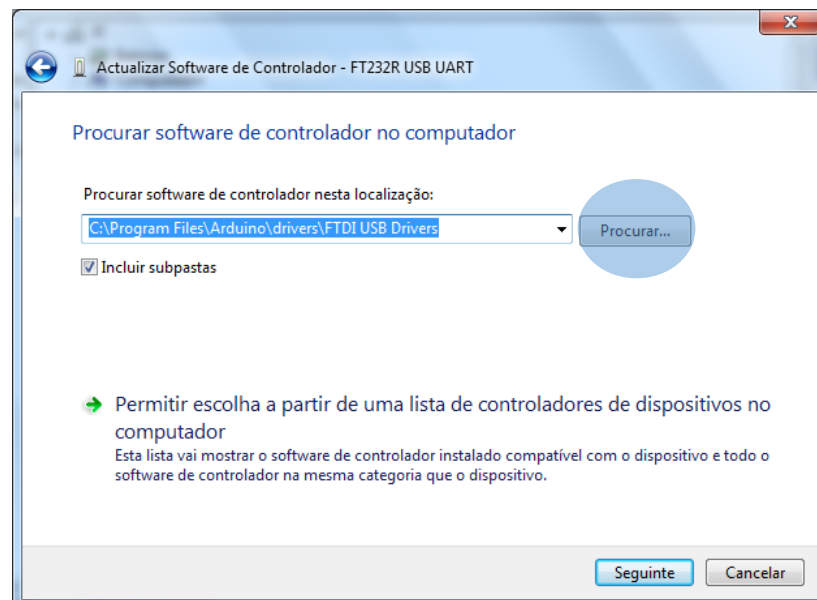 Actualizar Software de Controlador - FT232R USB UART
Procurar software de controlador no computador
Procurar software de controlador nesta localização:
C:\Program Files\Arduino\drivers\FTDI USB Drivers
Procurar...
Incluir subpastas
Permitir escolha a partir de uma lista de controladores de dispositivos no
computador
Esta lista vai mostrar o software de controlador instalado compatível com o dispositivo e todo o
software de controlador na mesma categoria que o dispositivo.
Seguinte
Cancelar